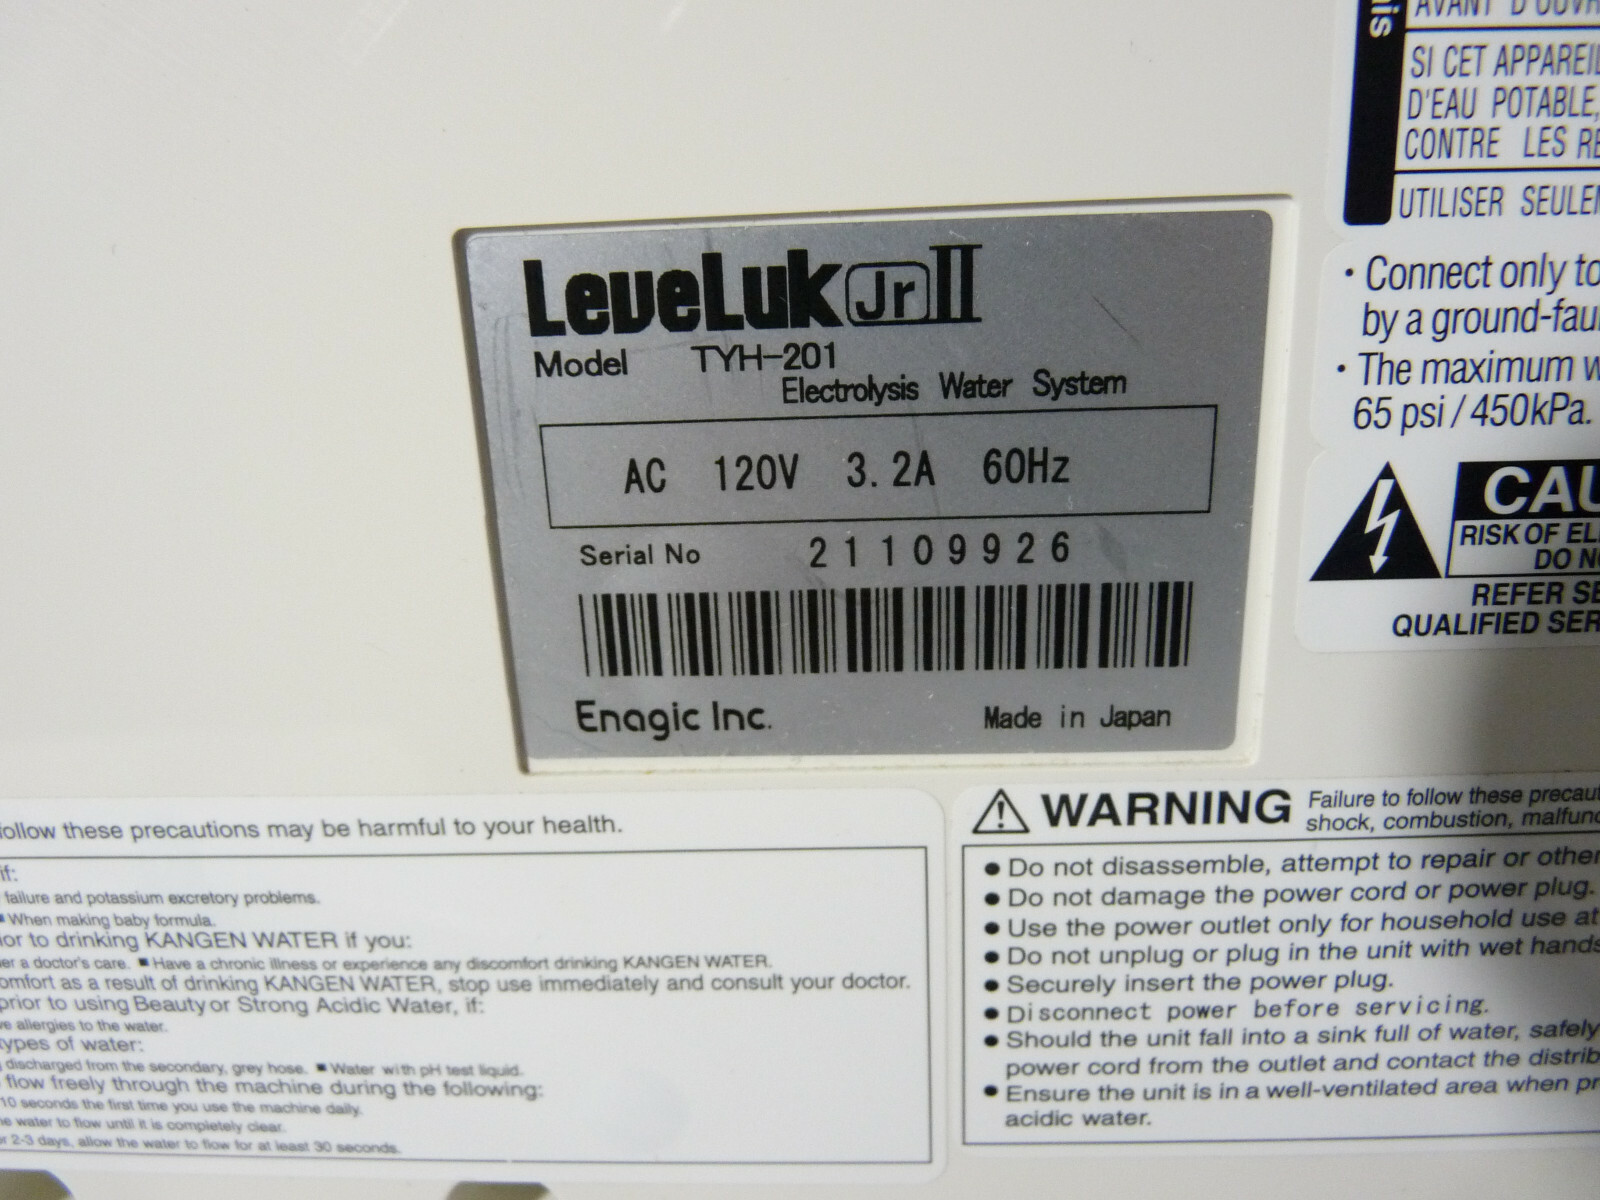 AVANT D'OUVR
SI CET APPAREIL
D'EAU POTABLE,
CONTRE LES RE
UTILISER SEULEM
· Connect only to
by a ground-fau
· The maximum w
65 psi / 450kPa.
CAU
RISK OF EL
DO NO
REFER SE
QUALIFIED SER
LeveLuk Jr II
Model TYH-201
Electrolysis Water System
AC 120V 3.2A 60Hz
Serial No 21109926
Enagic Inc. Made in Japan
follow these precautions may be harmful to your health.
if:
failure and potassium excretory problems.
■ When making baby formula.
ior to drinking KANGEN WATER if you:
er a doctor's care. ■ Have a chronic illness or experience any discomfort drinking KANGEN WATER.
omfort as a result of drinking KANGEN WATER, stop use immediately and consult your doctor.
prior to using Beauty or Strong Acidic Water, if:
ve allergies to the water.
types of water:
discharged from the secondary, grey hose. ■ Water with pH test liquid.
flow freely through the machine during the following:
10 seconds the first time you use the machine daily.
e water to flow until it is completely clear.
r 2-3 days, allow the water to flow for at least 30 seconds.
WARNING Failure to follow these precaut
shock, combustion, malfunc
● Do not disassemble, attempt to repair or other
● Do not damage the power cord or power plug.
● Use the power outlet only for household use at
● Do not unplug or plug in the unit with wet hands
● Securely insert the power plug.
● Disconnect power before servicing.
● Should the unit fall into a sink full of water, safely
power cord from the outlet and contact the distrib
● Ensure the unit is in a well-ventilated area when pr
acidic water.